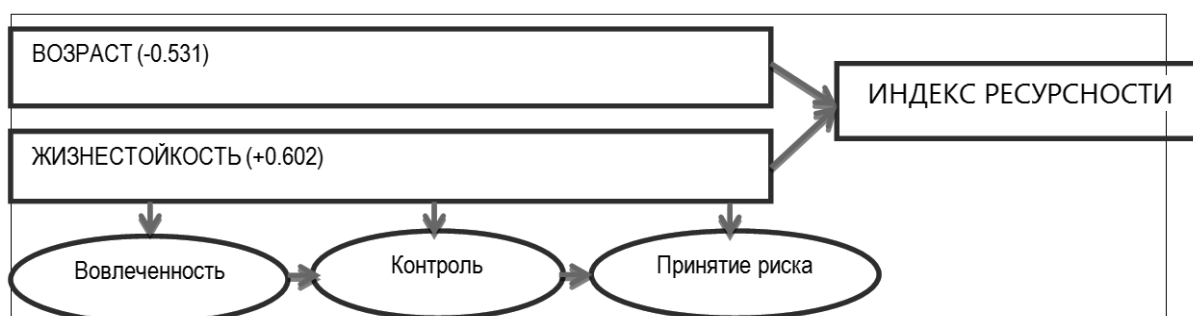 ВОЗРАСТ (-0.531)
ИНДЕКС РЕСУРСНОСТИ
ЖИЗНЕСТОЙКОСТЬ (+0.602)
Вовлеченность
Контроль
Принятие риска